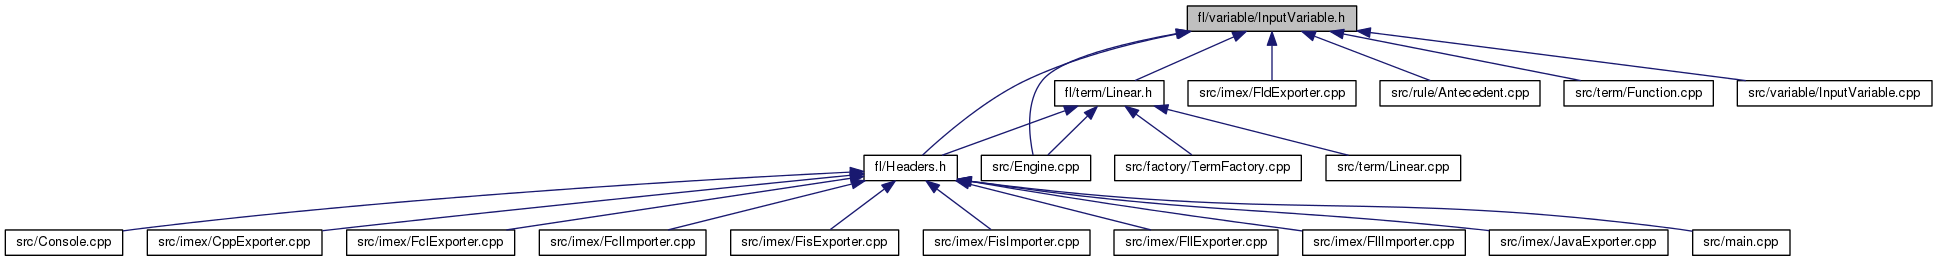 fl/variable/InputVariable.h
fl/term/Linear.h
src/imex/FldExporter.cpp
src/rule/Antecedent.cpp
src/term/Function.cpp
src/variable/InputVariable.cpp
fl/Headers.h
src/Engine.cpp
src/factory/TermFactory.cpp
src/term/Linear.cpp
src/Console.cpp
src/imex/CppExporter.cpp
src/imex/FclExporter.cpp
src/imex/FclImporter.cpp
src/imex/FisExporter.cpp
src/imex/FisImporter.cpp
src/imex/FllExporter.cpp
src/imex/FllImporter.cpp
src/imex/JavaExporter.cpp
src/main.cpp